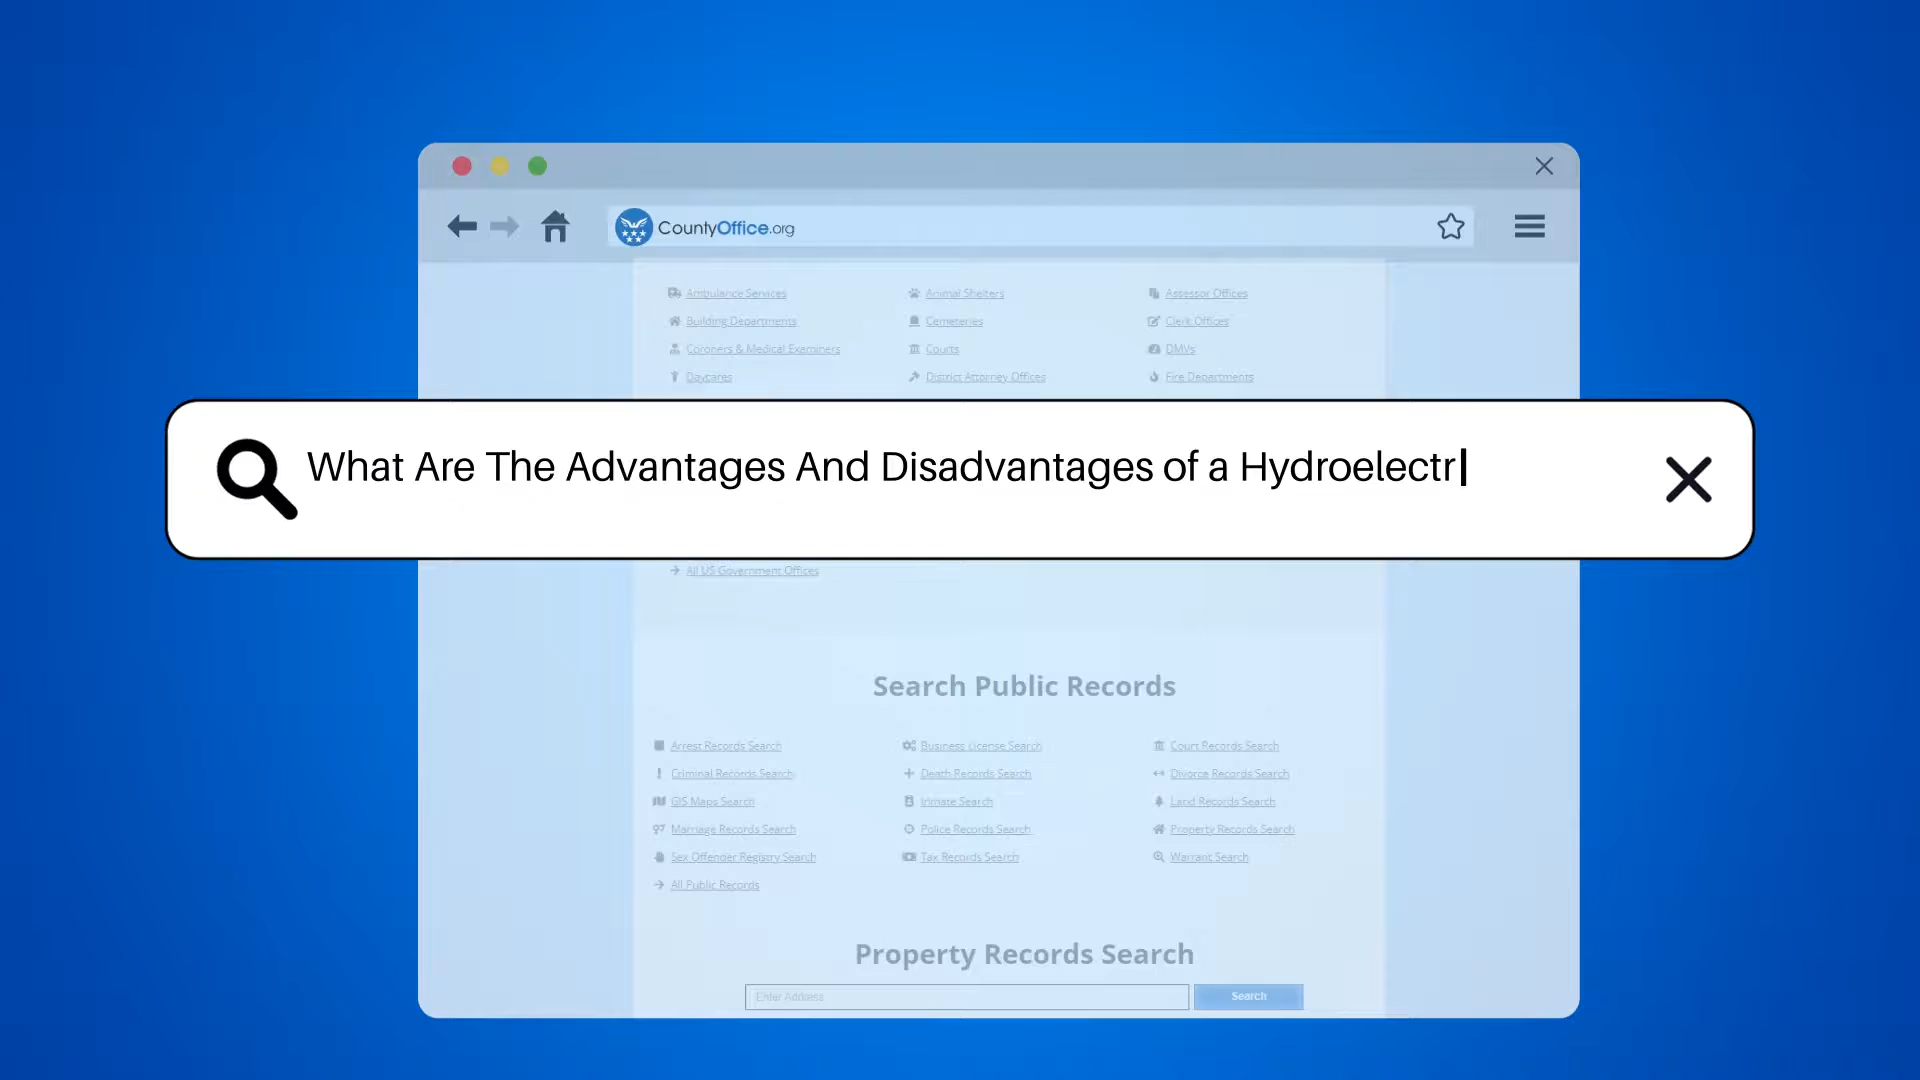 CountyOffice.org
Ambulance Services Animal Shelters Assessor Offices
Building Departments Cemeteries Clerk Offices
Coroners & Medical Examiners Courts DMVs
Daycares District Attorney Offices Fire Departments
What Are The Advantages And Disadvantages of a Hydroelectr
All US Government Offices
Search Public Records
Arrest Records Search Business License Search Court Records Search
Criminal Records Search Death Records Search Divorce Records Search
GIS Maps Search Inmate Search Land Records Search
Marriage Records Search Police Records Search Property Records Search
Sex Offender Registry Search Tax Records Search Warrant Search
All Public Records
Property Records Search
Enter Address Search